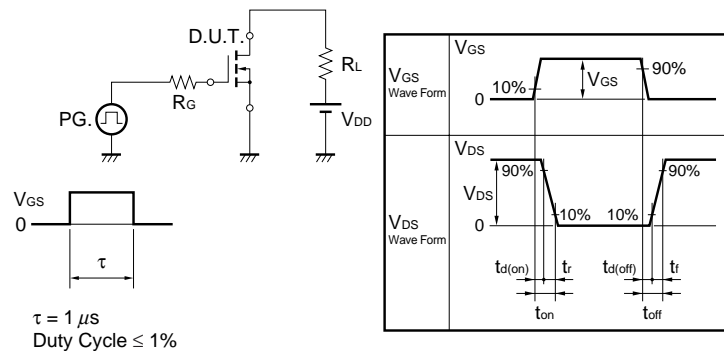 D.U.T.
RL
RG
PG.
VDD
VGS
0
τ
τ = 1 μs
Duty Cycle ≤ 1%
VGS
Wave Form
VGS
10%
0
VGS
90%
VDS
Wave Form
VDS
90%
VDS
0
10%
10%
90%
td(on)
tr
td(off)
tf
ton
toff